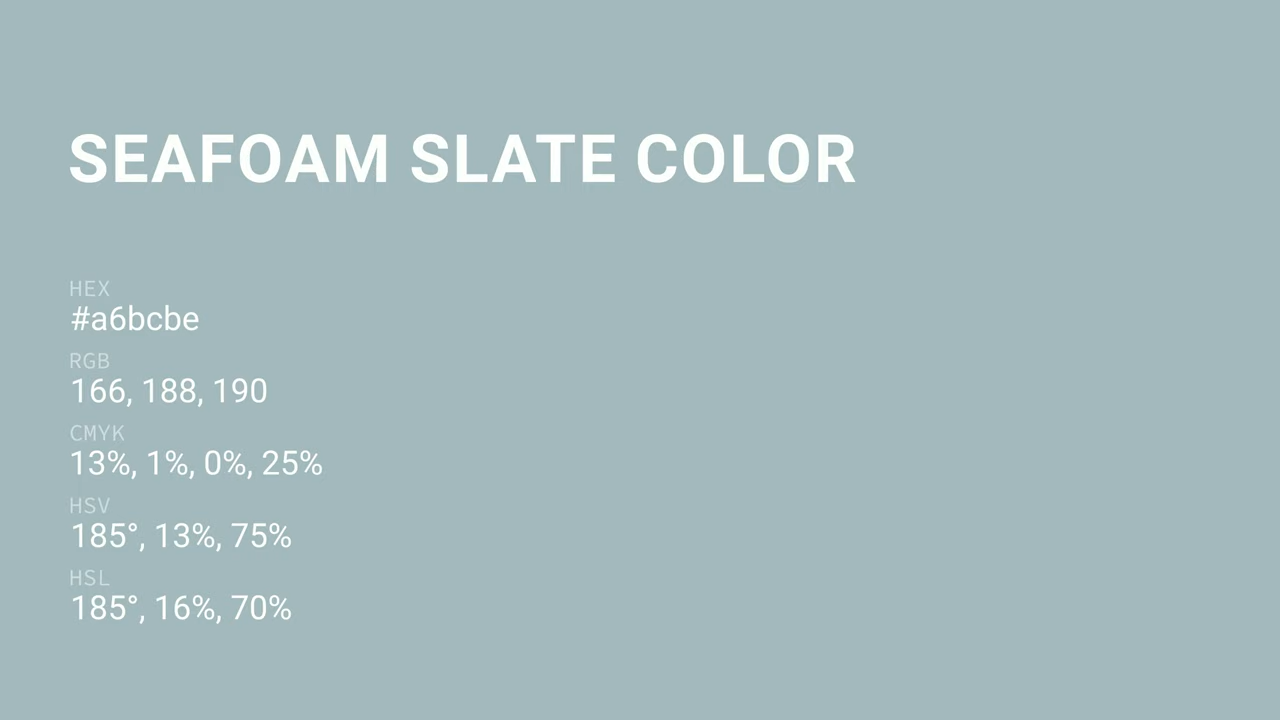 SEAFOAM SLATE COLOR
HEX
#a6bcbe
RGB
166, 188, 190
CMYK
13%, 1%, 0%, 25%
HSV
185°, 13%, 75%
HSL
185°, 16%, 70%